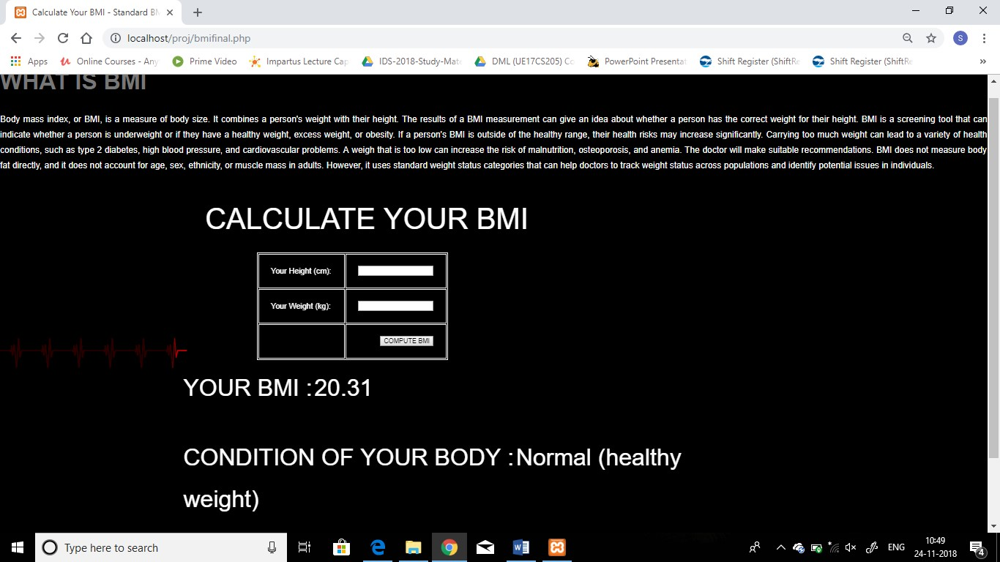 Calculate Your BMI - Standard BM
localhost/proj/bmifinal.php
S
Apps
Online Courses - Any
Prime Video
Impartus Lecture Cap
IDS-2018-Study-Mate
DML (UE17CS205) Co
PowerPoint Presentat
Shift Register (ShiftRe
Shift Register (ShiftRe
WHAT IS BMI
Body mass index, or BMI, is a measure of body size. It combines a person's weight with their height. The results of a BMI measurement can give an idea about whether a person has the correct weight for their height. BMI is a screening tool that can
indicate whether a person is underweight or if they have a healthy weight, excess weight, or obesity. If a person's BMI is outside of the healthy range, their health risks may increase significantly. Carrying too much weight can lead to a variety of health
conditions, such as type 2 diabetes, high blood pressure, and cardiovascular problems. A weigh that is too low can increase the risk of malnutrition, osteoporosis, and anemia. The doctor will make suitable recommendations. BMI does not measure body
fat directly, and it does not account for age, sex, ethnicity, or muscle mass in adults. However, it uses standard weight status categories that can help doctors to track weight status across populations and identify potential issues in individuals.
CALCULATE YOUR BMI
Your Height (cm):
Your Weight (kg):
COMPUTE BMI
YOUR BMI :20.31
CONDITION OF YOUR BODY :Normal (healthy
weight)
Type here to search
ENG
10:49
24-11-2018
4